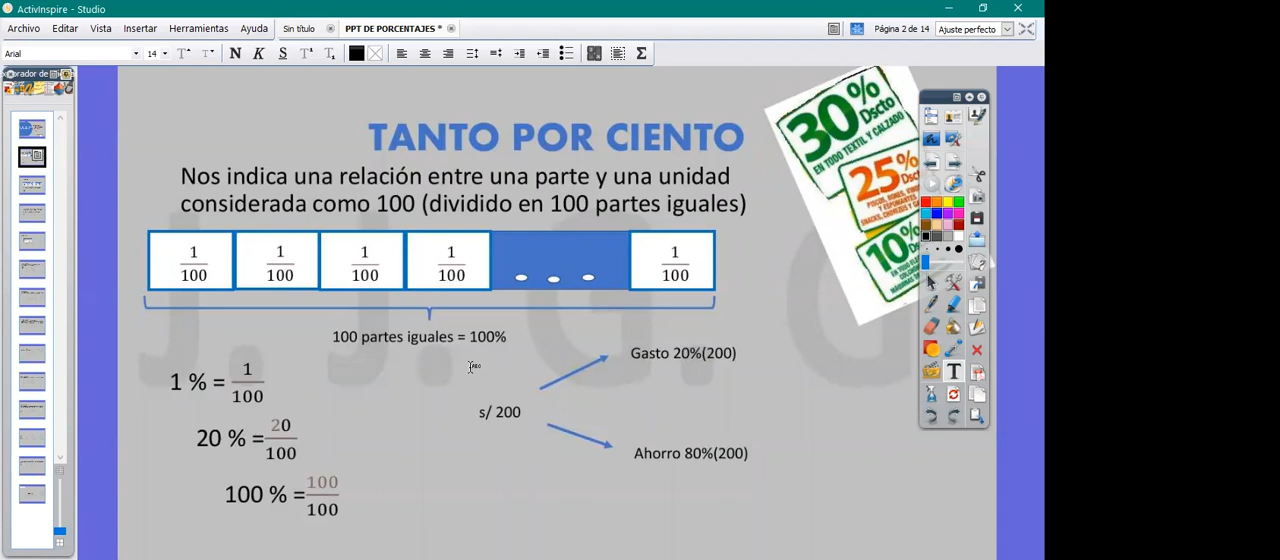 ActivInspire - Studio
Archivo Editar Vista Insertar Herramientas Ayuda Sin título PPT DE PORCENTAJES * Página 2 de 14 Ajuste perfecto
Arial 14 N K S
TANTO POR CIENTO
Nos indica una relación entre una parte y una unidad
considerada como 100 (dividido en 100 partes iguales)
1/100 1/100 1/100 1/100 . . . 1/100
100 partes iguales = 100%
1 % = 1/100
20 % = 20/100
100 % = 100/100
s/ 200
Gasto 20%(200)
Ahorro 80%(200)
30% Dscto
EN TODO TEXTIL Y CALZADO
25% Dscto
10% Dscto
J. J. G. G